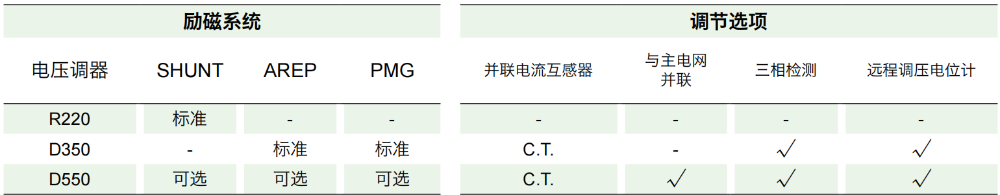 励磁系统 调节选项
电压调器 SHUNT AREP PMG 并联电流互感器 与主电网并联 三相检测 远程调压电位计
R220 标准 - - - - - -
D350 - 标准 标准 C.T. - √ √
D550 可选 可选 可选 C.T. √ √ √